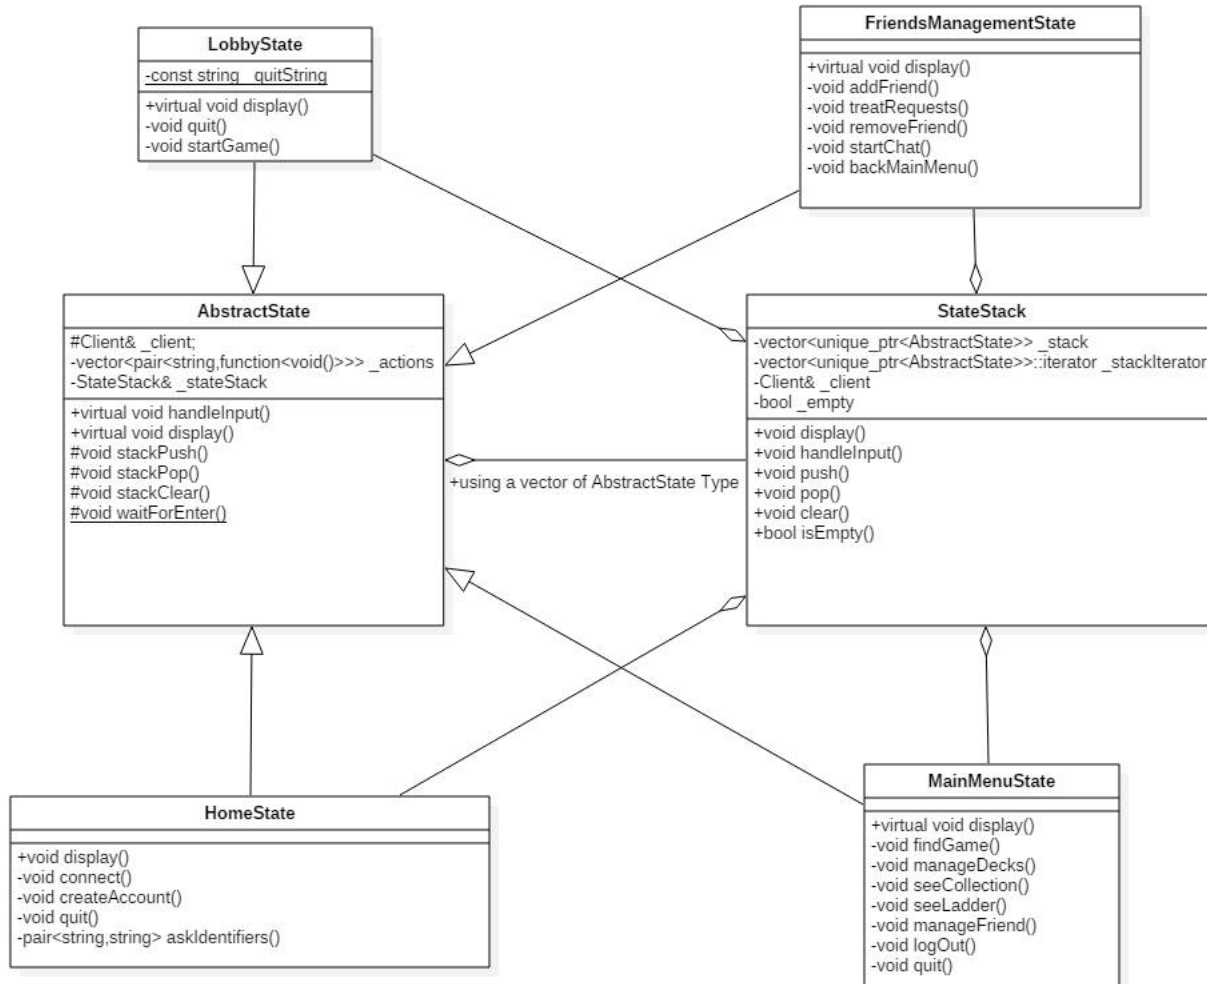 LobbyState
-const string _quitString
+virtual void display()
-void quit()
-void startGame()
FriendsManagementState
+virtual void display()
-void addFriend()
-void treatRequests()
-void removeFriend()
-void startChat()
-void backMainMenu()
AbstractState
#Client& _client;
-vector<pair<string,function<void()>>> _actions
-StateStack& _stateStack
+virtual void handleInput()
+virtual void display()
#void stackPush()
#void stackPop()
#void stackClear()
#void waitForEnter()
+using a vector of AbstractState Type
StateStack
-vector<unique_ptr<AbstractState>> _stack
-vector<unique_ptr<AbstractState>>::iterator _stackIterator
-Client& _client
-bool _empty
+void display()
+void handleInput()
+void push()
+void pop()
+void clear()
+bool isEmpty()
HomeState
+void display()
-void connect()
-void createAccount()
-void quit()
-pair<string,string> askIdentifiers()
MainMenuState
+virtual void display()
-void findGame()
-void manageDecks()
-void seeCollection()
-void seeLadder()
-void manageFriend()
-void logOut()
-void quit()